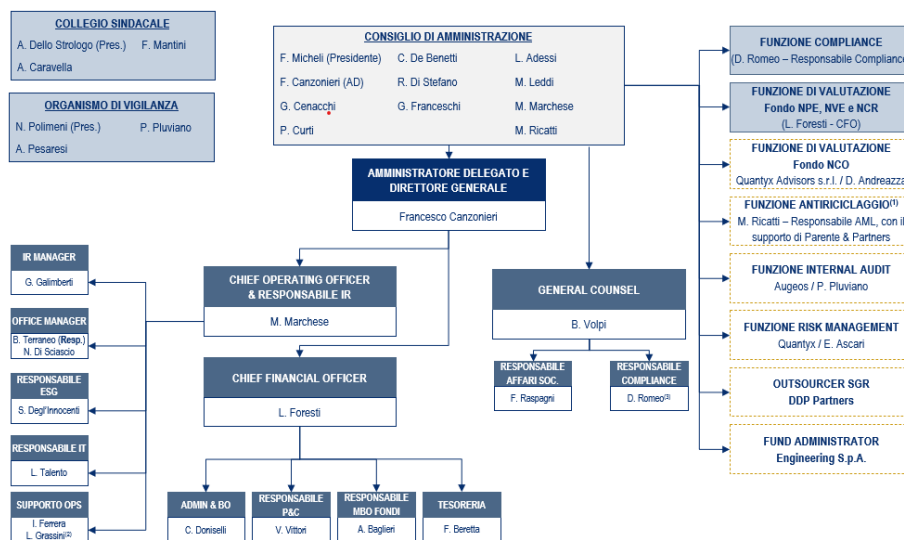 COLLEGIO SINDACALE
A. Dello Strologo (Pres.) F. Mantini
A. Caravella
ORGANISMO DI VIGILANZA
N. Polimeni (Pres.) P. Pluviano
A. Pesaresi
CONSIGLIO DI AMMINISTRAZIONE
F. Micheli (Presidente) C. De Benetti L. Adessi
F. Canzonieri (AD) R. Di Stefano M. Leddi
G. Cenacchi G. Franceschi M. Marchese
P. Curti M. Ricatti
AMMINISTRATORE DELEGATO E
DIRETTORE GENERALE
Francesco Canzonieri
IR MANAGER
G. Galimberti
OFFICE MANAGER
B. Terraneo (Resp.)
N. Di Sciascio
RESPONSABILE
ESG
S. Degl'Innocenti
RESPONSABILE IT
L. Talento
SUPPORTO OPS
I. Ferrera
L. Grassini(2)
CHIEF OPERATING OFFICER
& RESPONSABILE IR
M. Marchese
CHIEF FINANCIAL OFFICER
L. Foresti
ADMIN & BO
C. Doniselli
RESPONSABILE
P&C
V. Vittori
RESPONSABILE
MBO FONDI
A. Baglieri
TESORERIA
F. Beretta
GENERAL COUNSEL
B. Volpi
RESPONSABILE
AFFARI SOC.
F. Raspagni
RESPONSABILE
COMPLIANCE
D. Romeo(3)
FUNZIONE COMPLIANCE
(D. Romeo – Responsabile Compliance
FUNZIONE DI VALUTAZIONE
Fondo NPE, NVE e NCR
(L. Foresti - CFO)
FUNZIONE DI VALUTAZIONE
Fondo NCO
Quantyx Advisors s.r.l. / D. Andreazza
FUNZIONE ANTIRICICLAGGIO(1)
M. Ricatti – Responsabile AML, con il
supporto di Parente & Partners
FUNZIONE INTERNAL AUDIT
Augeos / P. Pluviano
FUNZIONE RISK MANAGEMENT
Quantyx / E. Ascari
OUTSOURCER SGR
DDP Partners
FUND ADMINISTRATOR
Engineering S.p.A.